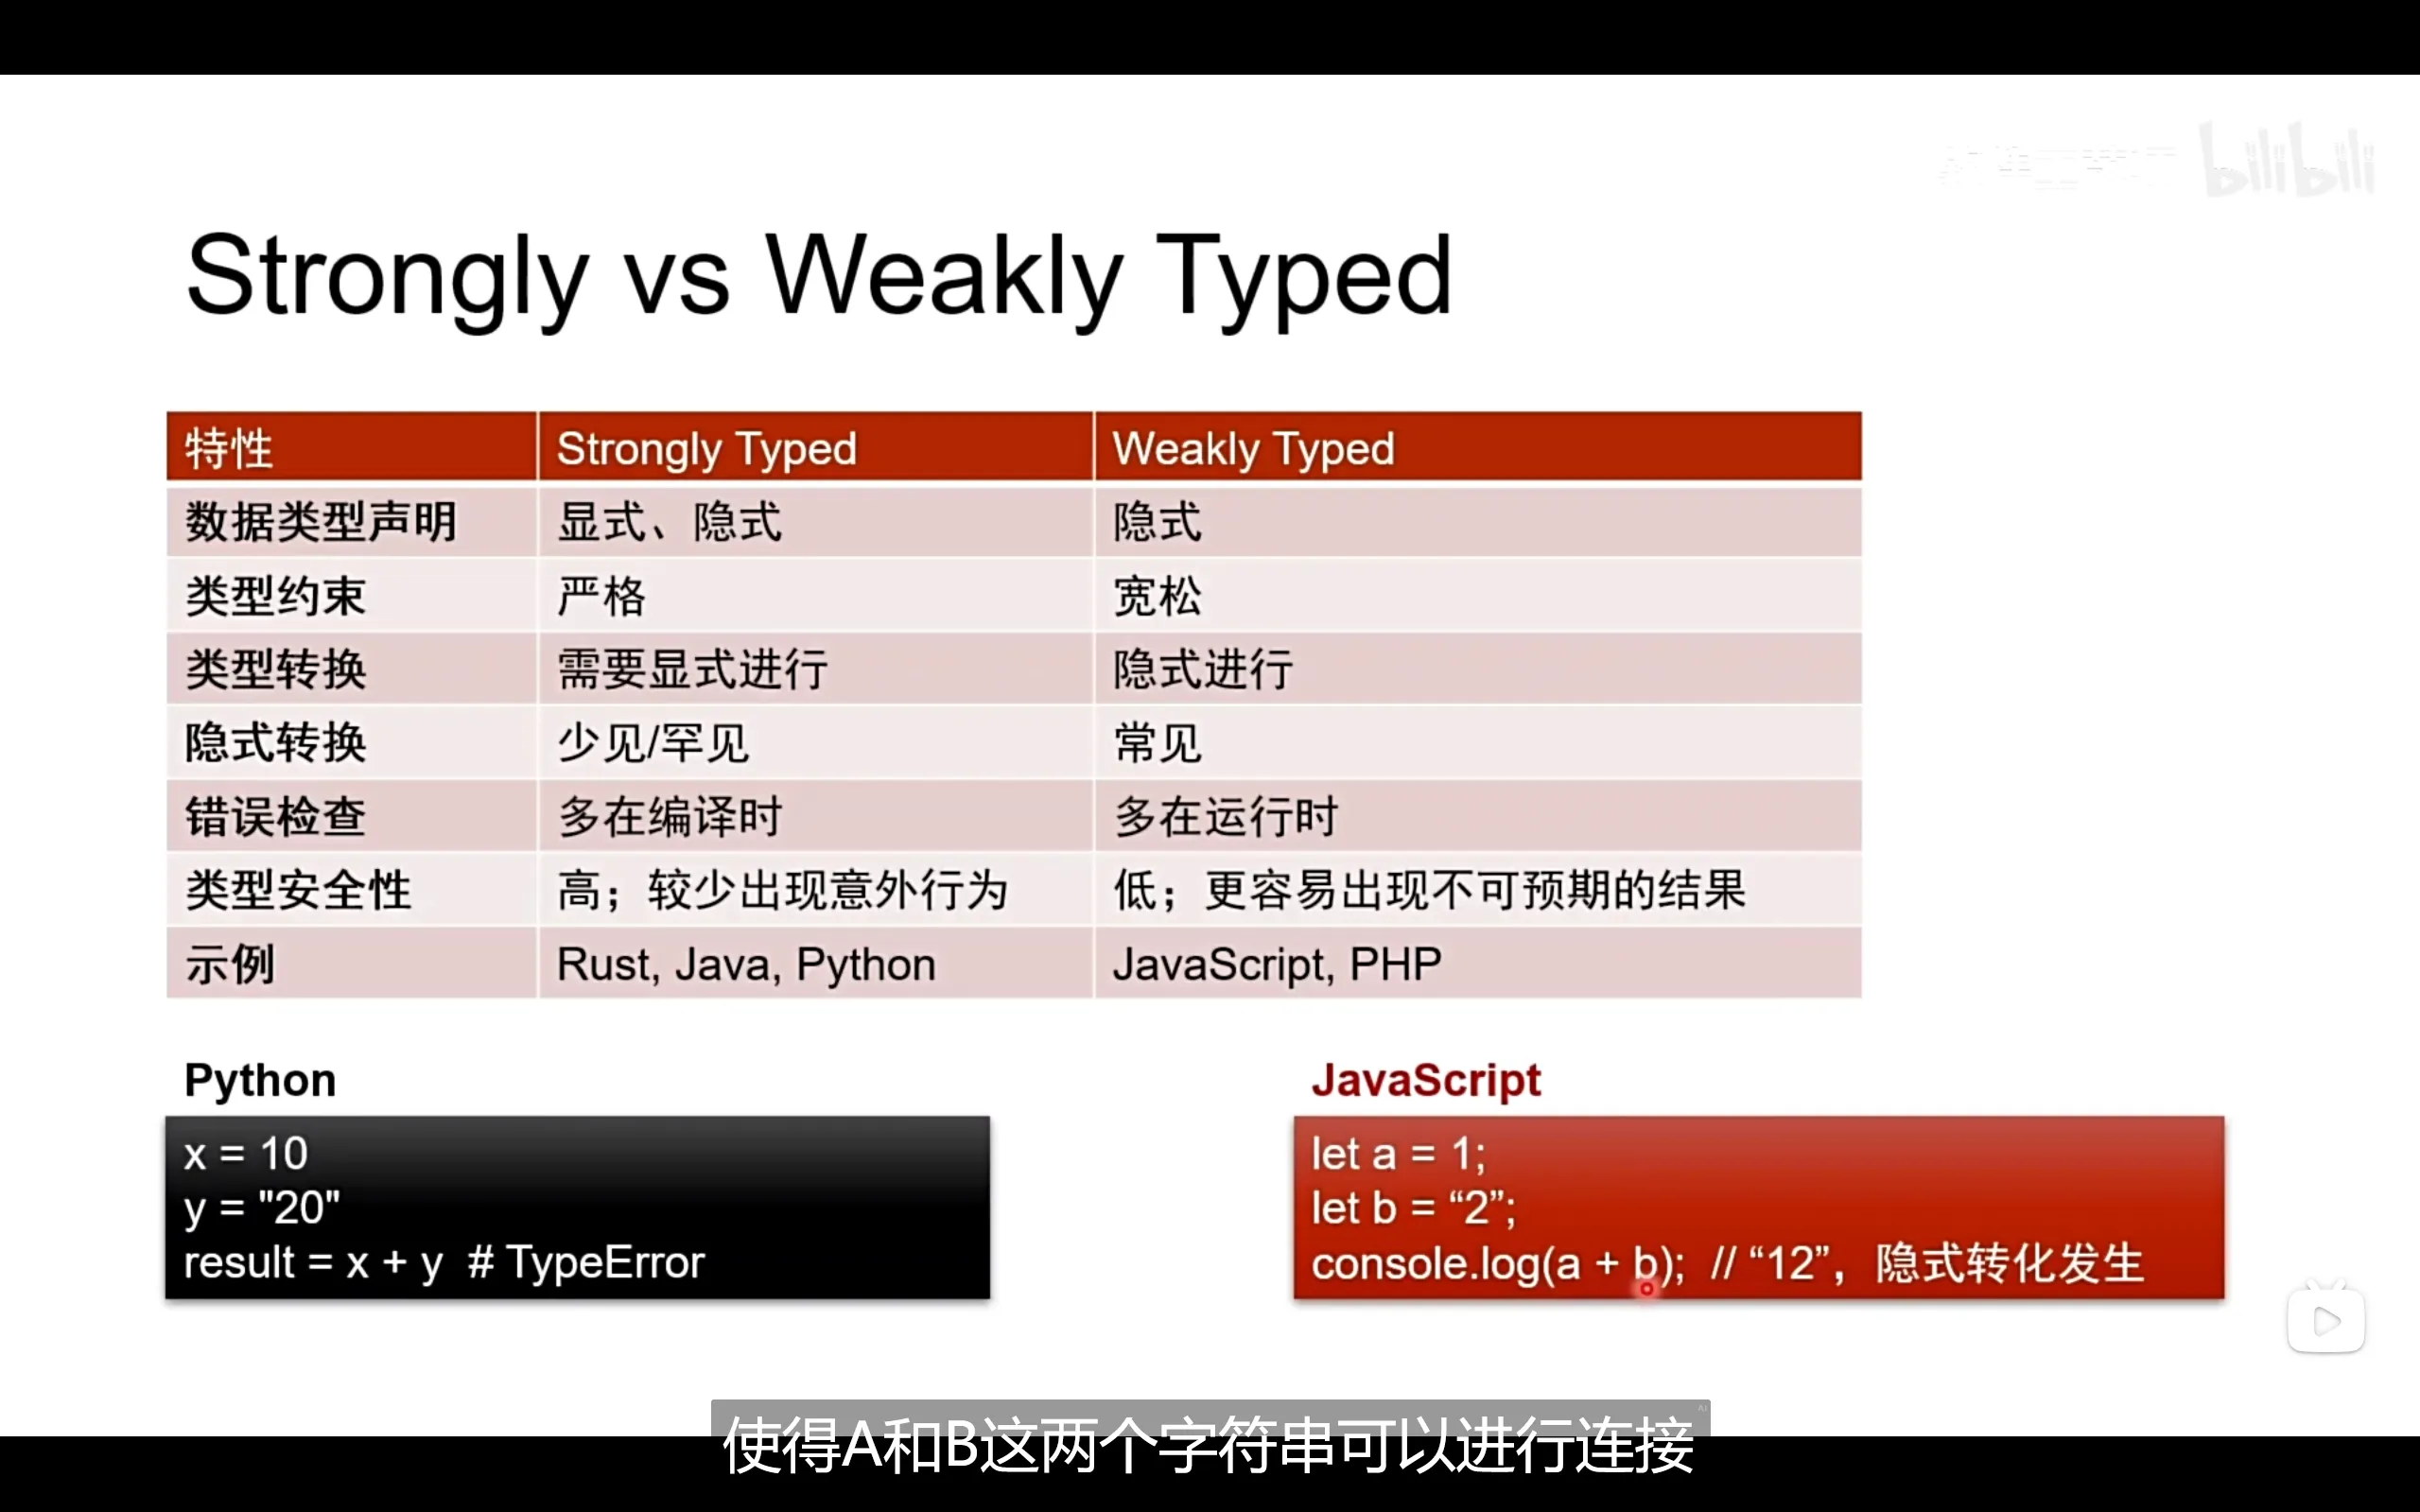 bilibili
Strongly vs Weakly Typed
特性 Strongly Typed Weakly Typed
数据类型声明 显式、隐式 隐式
类型约束 严格 宽松
类型转换 需要显式进行 隐式进行
隐式转换 少见/罕见 常见
错误检查 多在编译时 多在运行时
类型安全性 高；较少出现意外行为 低；更容易出现不可预期的结果
示例 Rust, Java, Python JavaScript, PHP
Python
x = 10
y = "20"
result = x + y # TypeError
JavaScript
let a = 1;
let b = “2”;
console.log(a + b); // “12”，隐式转化发生
使得A和B这两个字符串可以进行连接